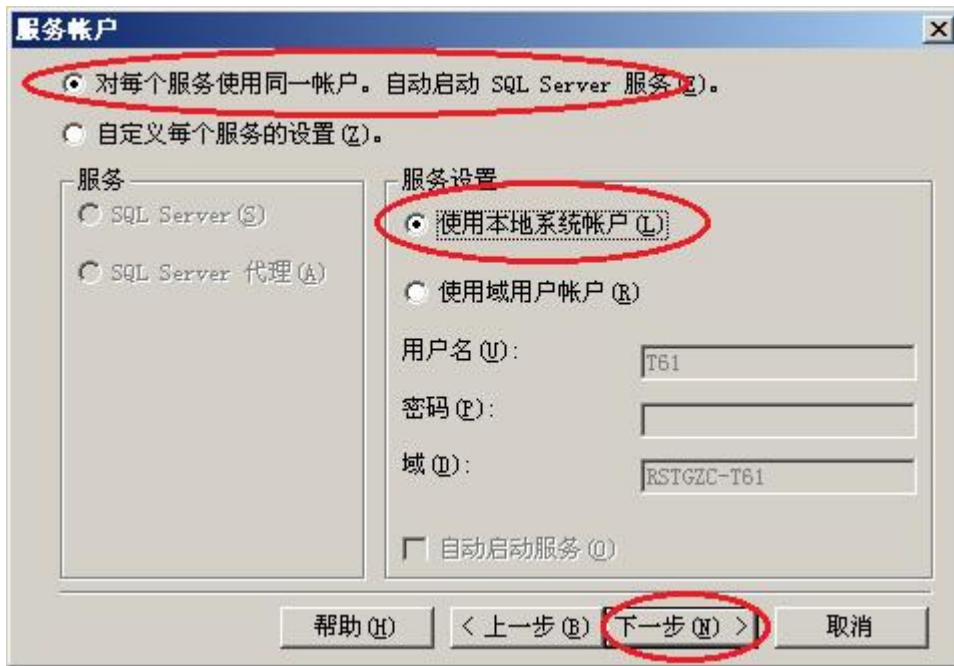 服务帐户
对每个服务使用同一帐户。自动启动 SQL Server 服务(E)。
自定义每个服务的设置(Z)。
服务
SQL Server(S)
SQL Server 代理(A)
服务设置
使用本地系统帐户(L)
使用域用户帐户(R)
用户名(U):
T61
密码(P):
域(D):
RSTGZC-T61
自动启动服务(O)
帮助(H)
< 上一步(B)
下一步(N) >
取消